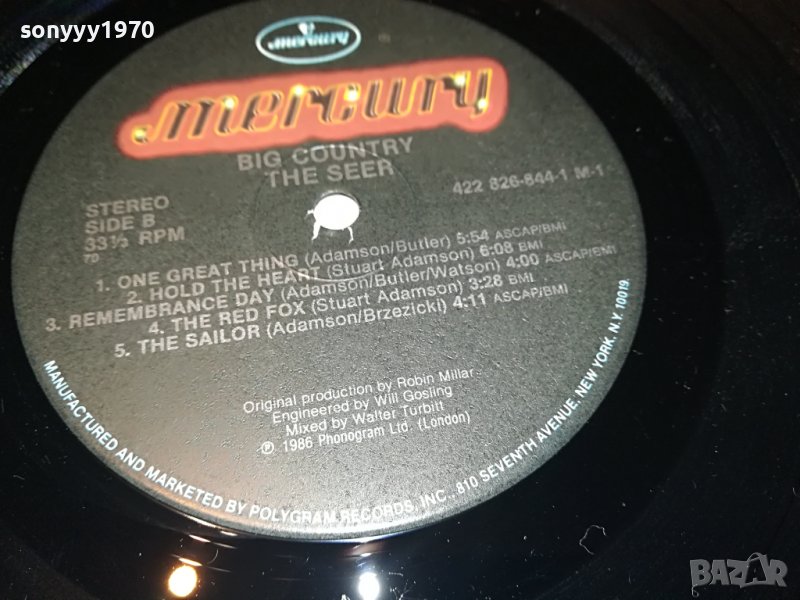 sonyyy1970
mercury
mercury
BIG COUNTRY
THE SEER
STEREO
SIDE B
33⅓ RPM
70
422 826-844-1 M-1
1. ONE GREAT THING (Adamson/Butler) 5:54 ASCAP/BMI
2. HOLD THE HEART (Stuart Adamson) 6:08 BMI
3. REMEMBRANCE DAY (Adamson/Butler/Watson) 4:00 ASCAP/BMI
4. THE RED FOX (Stuart Adamson) 3:28 BMI
5. THE SAILOR (Adamson/Brzezicki) 4:11 ASCAP/BMI
Original production by Robin Millar
Engineered by Will Gosling
Mixed by Walter Turbitt
℗ 1986 Phonogram Ltd. (London)
MANUFACTURED AND MARKETED BY POLYGRAM RECORDS, INC., 810 SEVENTH AVENUE, NEW YORK, N.Y. 10019.
BAZAR
bg